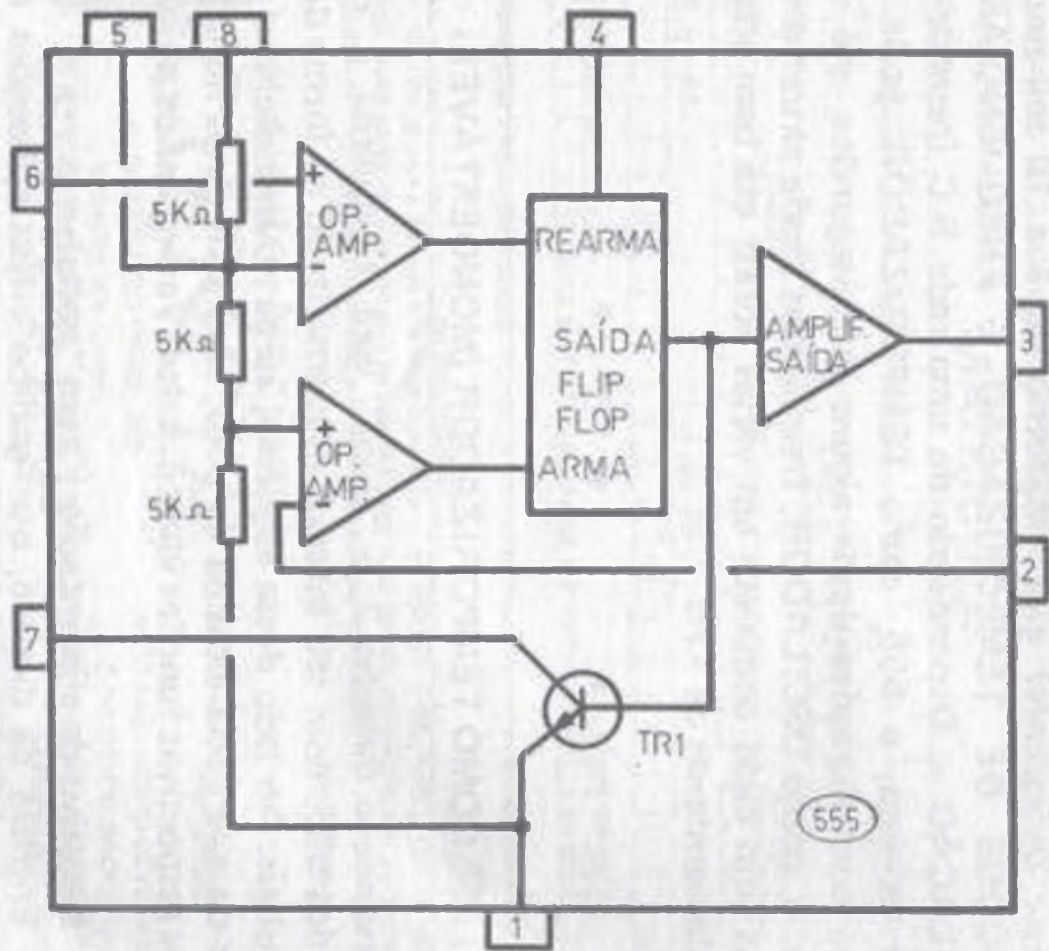 5
8
4
6
5KΩ
+
OP.
AMP.
-
REARMA
5KΩ
SAÍDA
FLIP
FLOP
AMPLIF.
SAÍDA
3
+
OP.
AMP.
-
ARMA
5KΩ
2
7
TR1
555
1